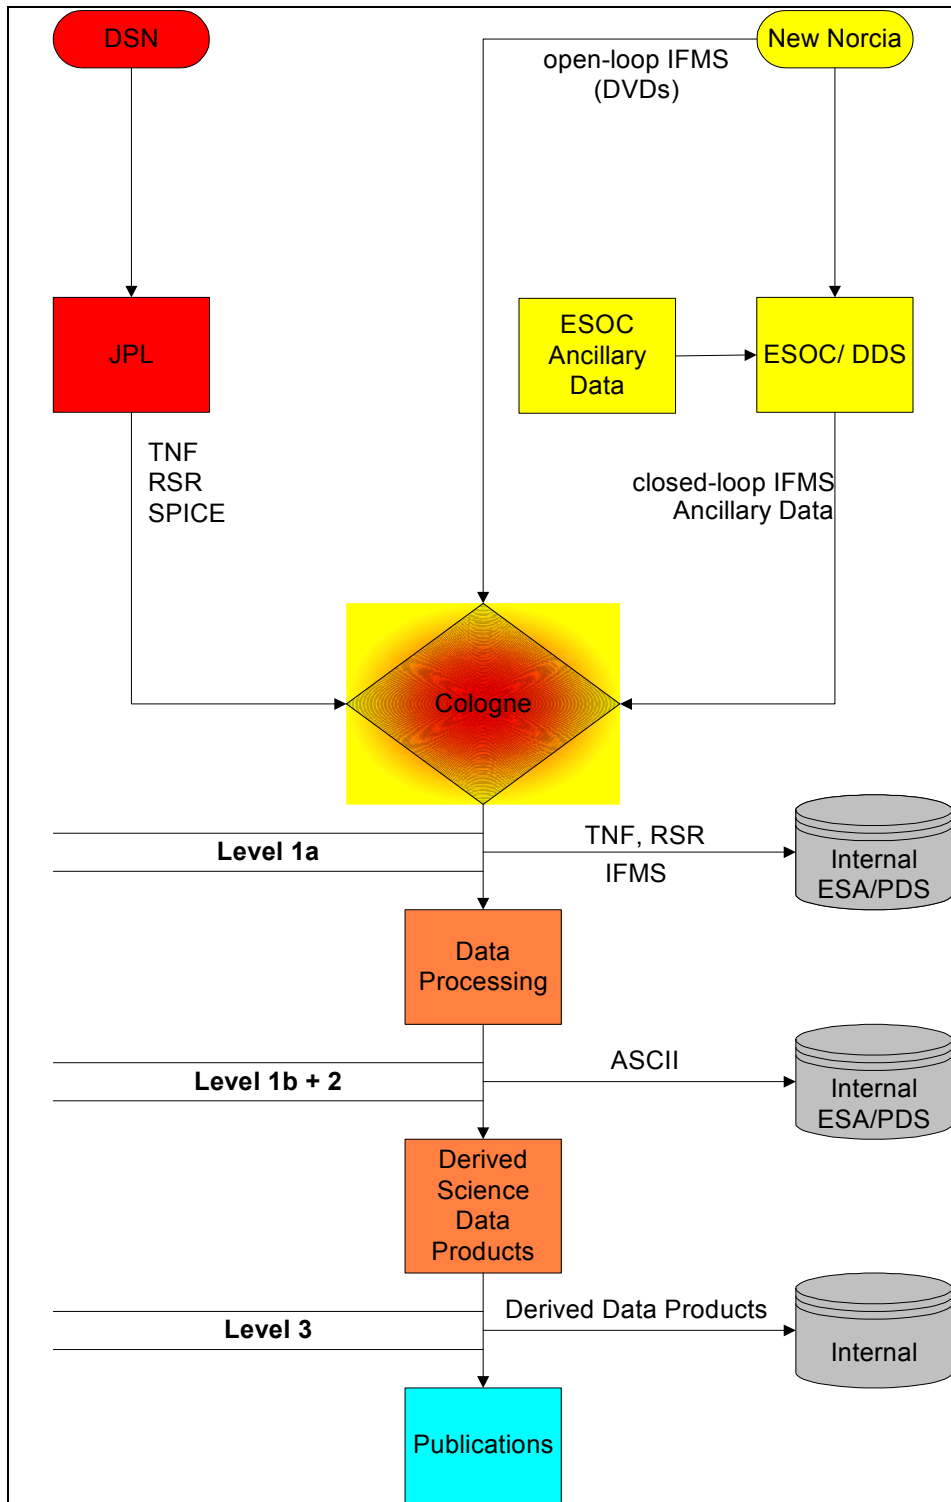 DSN
New Norcia
open-loop IFMS
(DVDs)
JPL
ESOC
Ancillary
Data
ESOC/ DDS
TNF
RSR
SPICE
closed-loop IFMS
Ancillary Data
Cologne
Level 1a
TNF, RSR
IFMS
Internal
ESA/PDS
Data
Processing
Level 1b + 2
ASCII
Internal
ESA/PDS
Derived
Science
Data
Products
Level 3
Derived Data Products
Internal
Publications